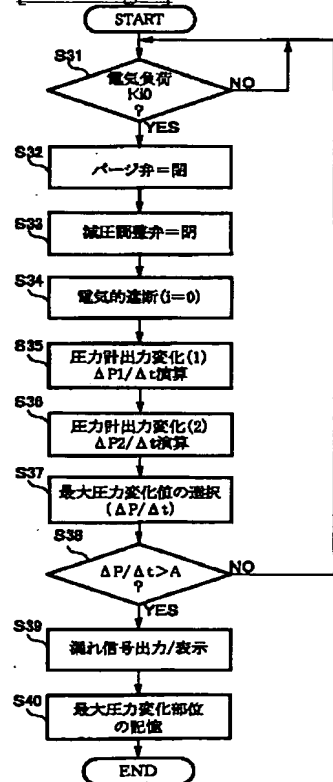 START
S31
電気負荷
Ki0
?
NO
YES
S32
パージ弁=閉
S33
減圧調整弁=閉
S34
電気的遮断(i=0)
S35
圧力計出力変化(1)
ΔP1/Δt演算
S36
圧力計出力変化(2)
ΔP2/Δt演算
S37
最大圧力変化値の選択
(ΔP/Δt)
S38
ΔP/Δt>A
?
NO
YES
S39
漏れ信号出力/表示
S40
最大圧力変化部位
の記憶
END